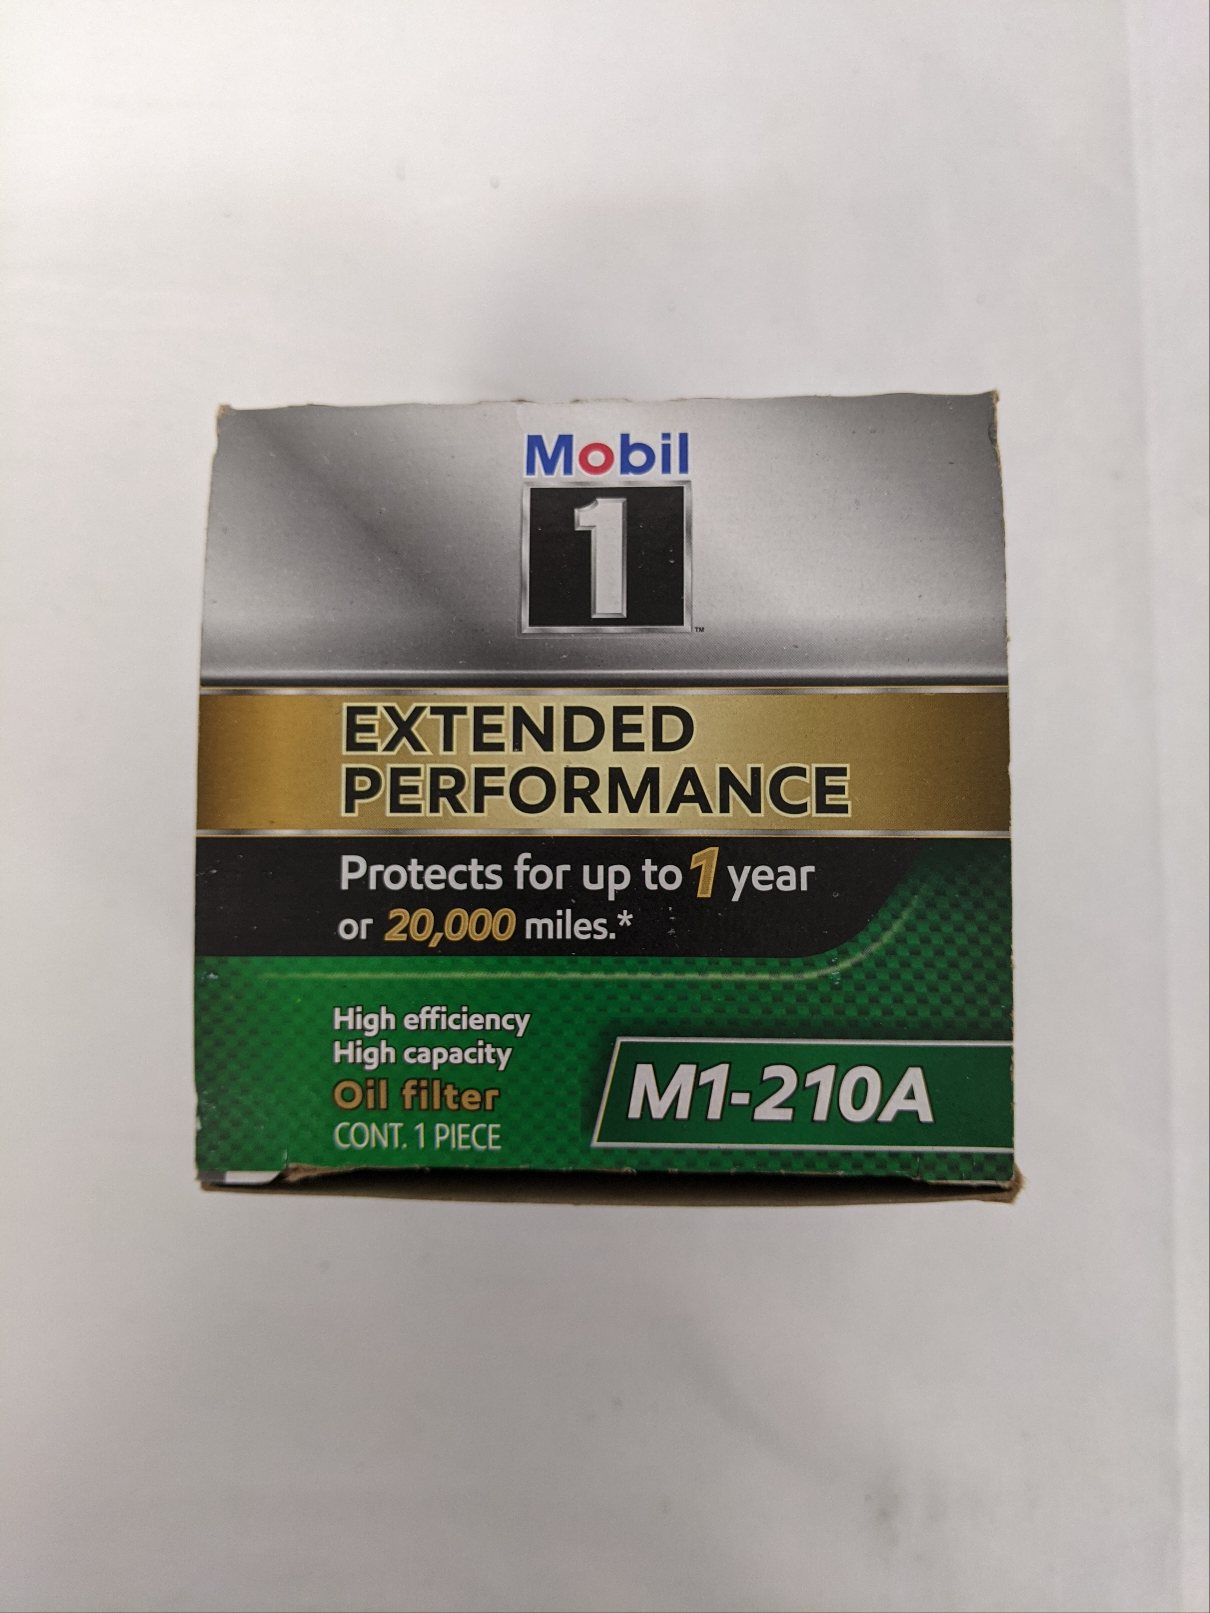 Mobil
1
™
EXTENDED
PERFORMANCE
Protects for up to 1 year
or 20,000 miles.*
High efficiency
High capacity
Oil filter
CONT. 1 PIECE
M1-210A